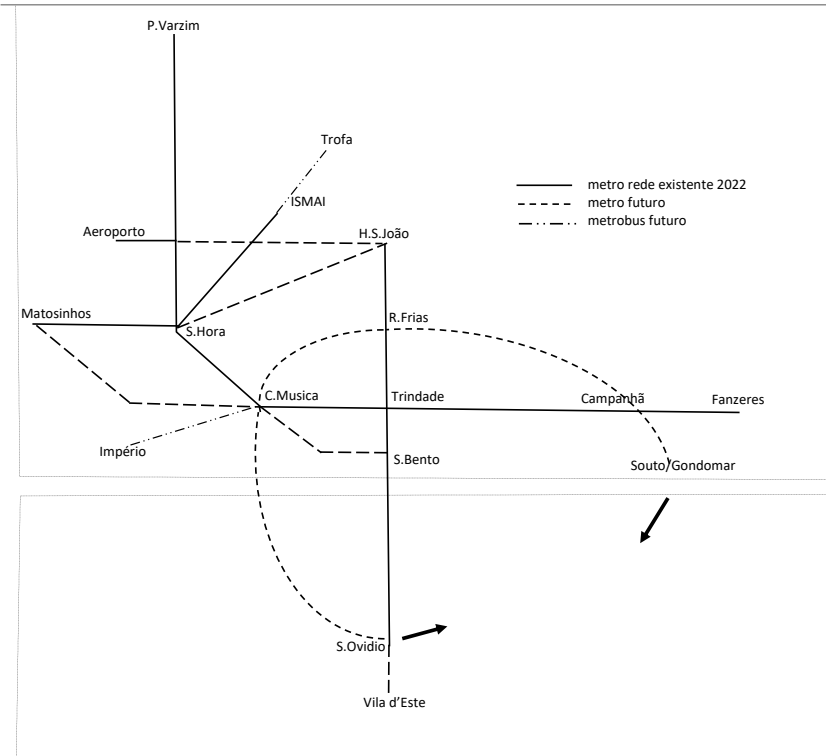 P.Varzim
Trofa
metro rede existente 2022
metro futuro
metrobus futuro
ISMAI
Aeroporto
H.S.João
Matosinhos
S.Hora
R.Frias
C.Musica
Trindade
Campanhã
Fanzeres
Império
S.Bento
Souto/Gondomar
S.Ovidio
Vila d’Este